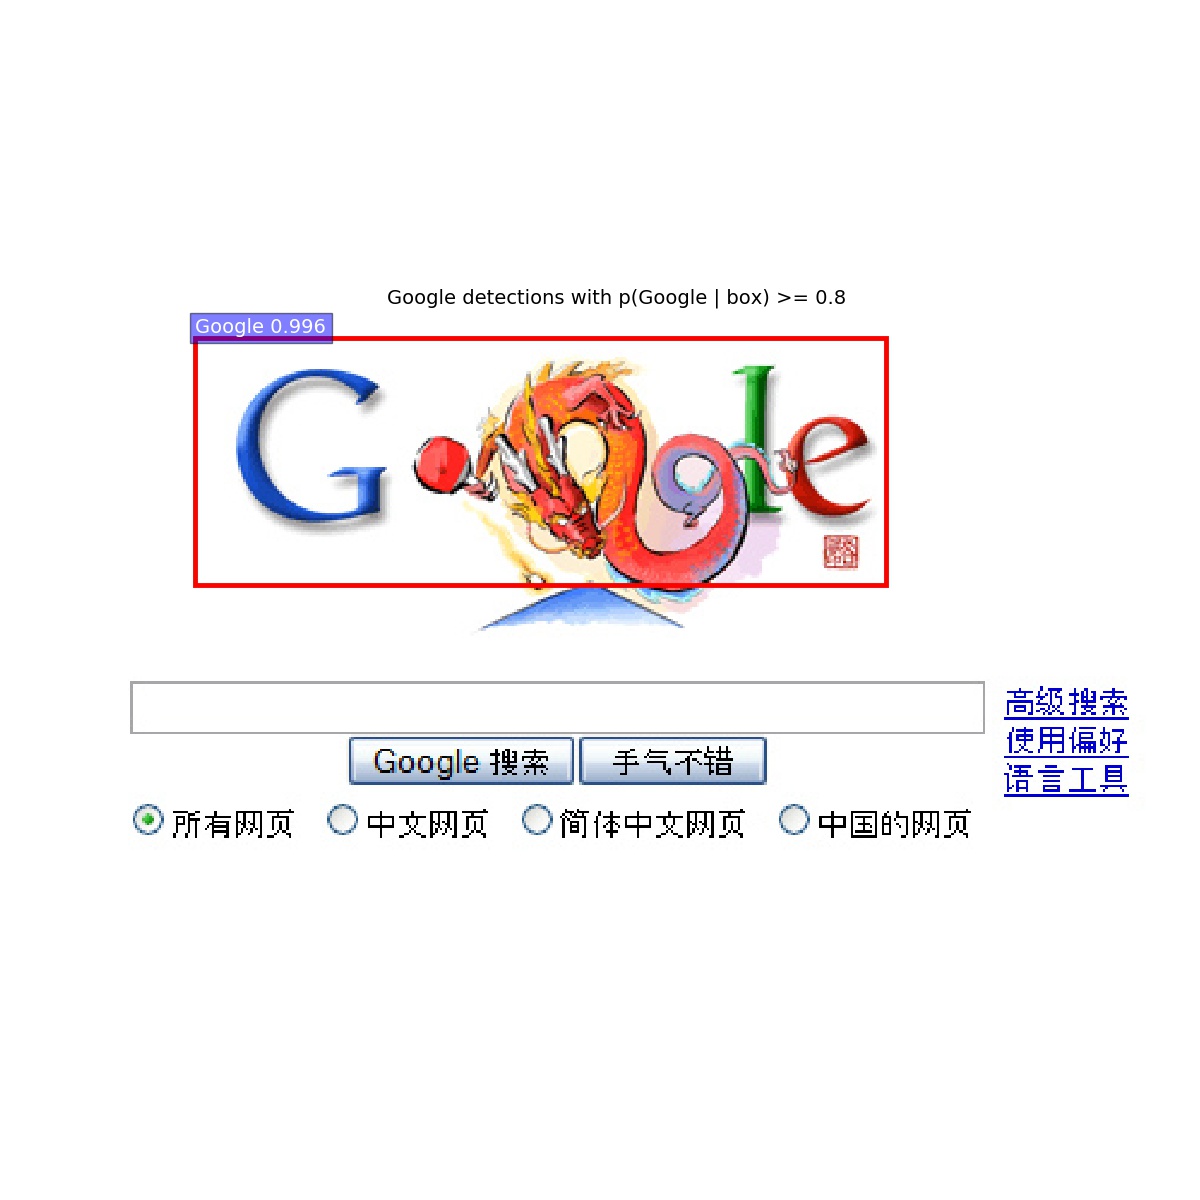 Google detections with p(Google | box) >= 0.8
Google 0.996
G le
高级搜索
使用偏好
语言工具
Google 搜索 手气不错
所有网页 中文网页 简体中文网页 中国的网页